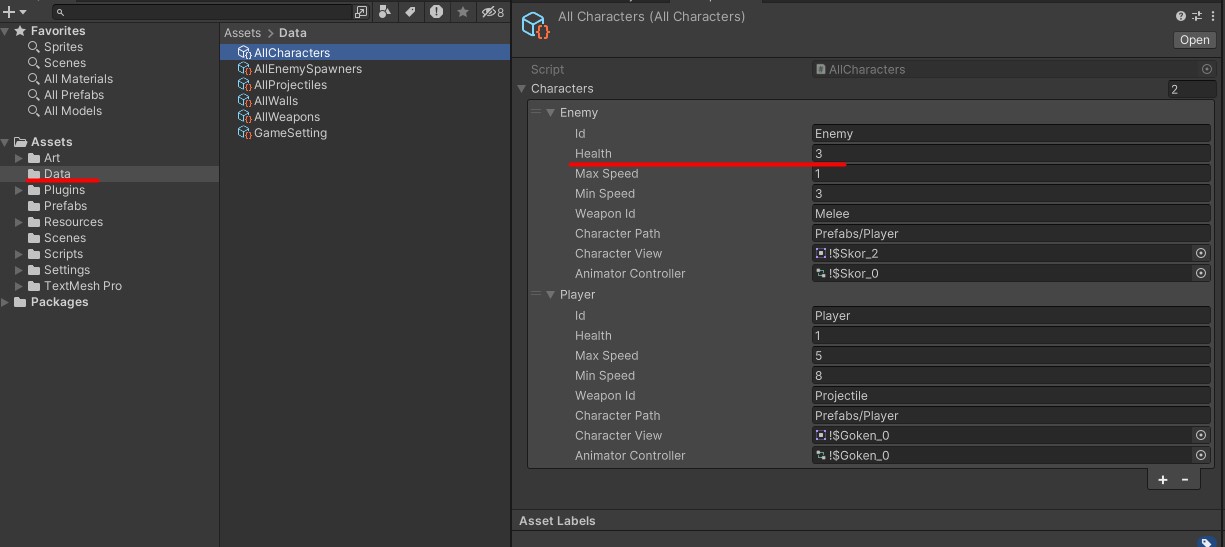 8
Favorites
Sprites
Scenes
All Materials
All Prefabs
All Models
Assets
Art
Data
Plugins
Prefabs
Resources
Scenes
Scripts
Settings
TextMesh Pro
Packages
Assets > Data
AllCharacters
AllEnemySpawners
AllProjectiles
AllWalls
AllWeapons
GameSetting
All Characters (All Characters)
Open
Script AllCharacters
Characters 2
Enemy
Id Enemy
Health 3
Max Speed 1
Min Speed 3
Weapon Id Melee
Character Path Prefabs/Player
Character View !$Skor_2
Animator Controller !$Skor_0
Player
Id Player
Health 1
Max Speed 5
Min Speed 8
Weapon Id Projectile
Character Path Prefabs/Player
Character View !$Goken_0
Animator Controller !$Goken_0
+ -
Asset Labels